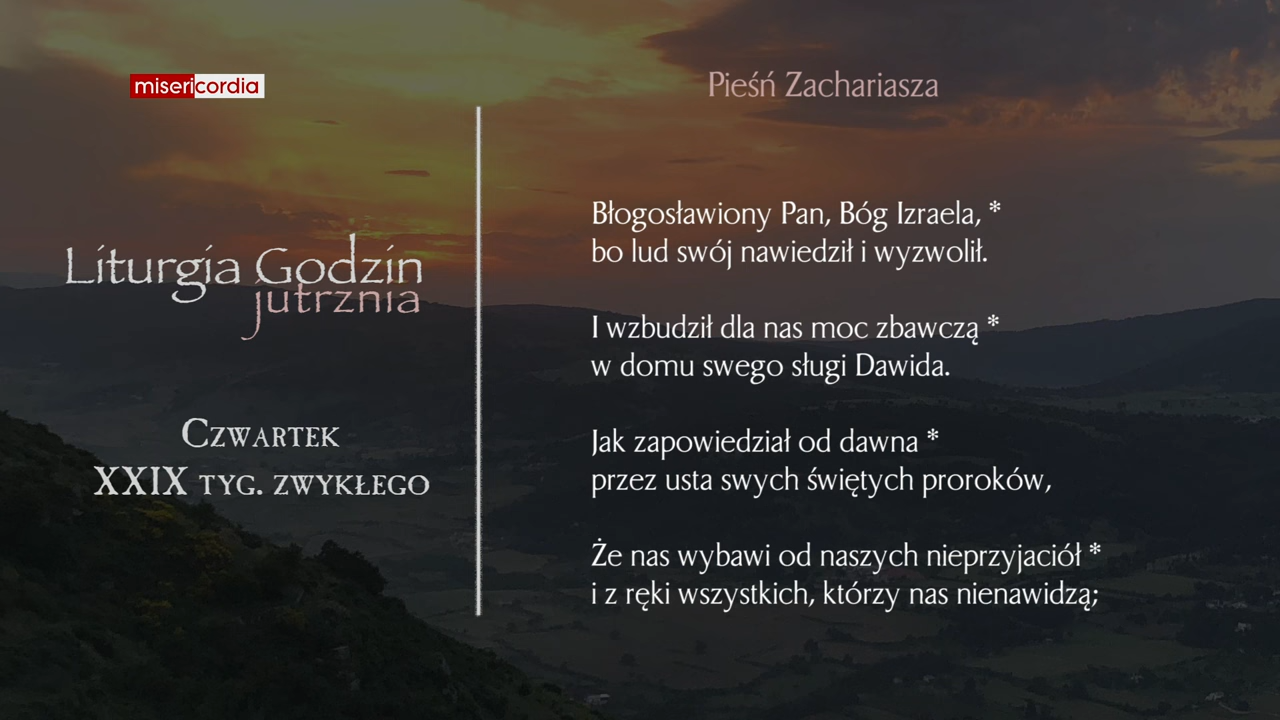 misericordia
Liturgia Godzin
jutrznia
Czwartek
XXIX tyg. zwykłego
Pieśń Zachariasza
Błogosławiony Pan, Bóg Izraela, *
bo lud swój nawiedził i wyzwolił.
I wzbudził dla nas moc zbawczą *
w domu swego sługi Dawida.
Jak zapowiedział od dawna *
przez usta swych świętych proroków,
Że nas wybawi od naszych nieprzyjaciół *
i z ręki wszystkich, którzy nas nienawidzą;